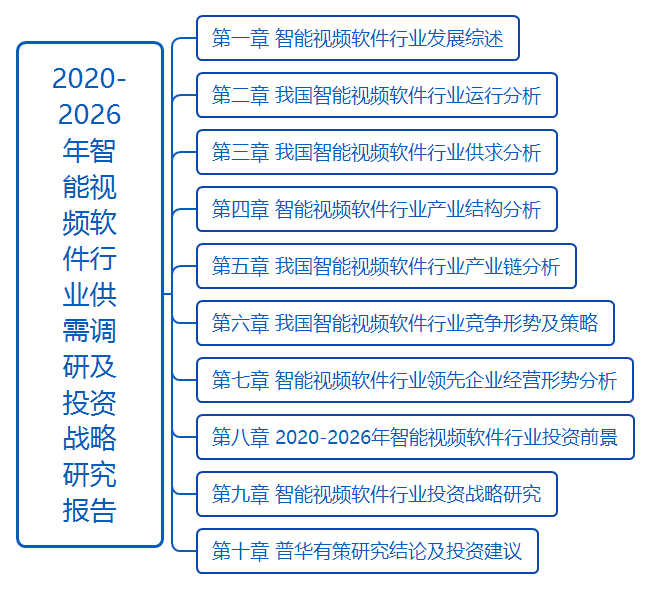 2020-
2026
年智
能视
频软
件行
业供
需调
研及
投资
战略
研究
报告
第一章 智能视频软件行业发展综述
第二章 我国智能视频软件行业运行分析
第三章 我国智能视频软件行业供求分析
第四章 智能视频软件行业产业结构分析
第五章 我国智能视频软件行业产业链分析
第六章 我国智能视频软件行业竞争形势及策略
第七章 智能视频软件行业领先企业经营形势分析
第八章 2020-2026年智能视频软件行业投资前景
第九章 智能视频软件行业投资战略研究
第十章 普华有策研究结论及投资建议